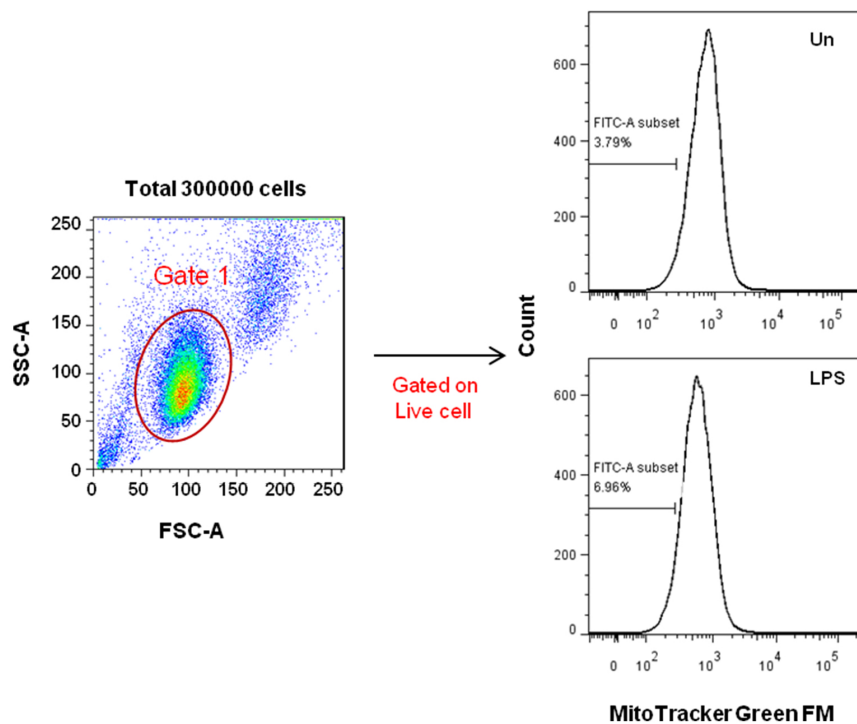 Total 300000 cells
250
200
150
100
50
0
Gate 1
0 50 100 150 200 250
SSC-A
FSC-A
Gated on
Live cell
Un
600
400
200
0
FITC-A subset
3.79%
0 10² 10³ 10⁴ 10⁵
Count
LPS
600
400
200
0
FITC-A subset
6.96%
0 10² 10³ 10⁴ 10⁵
MitoTracker Green FM